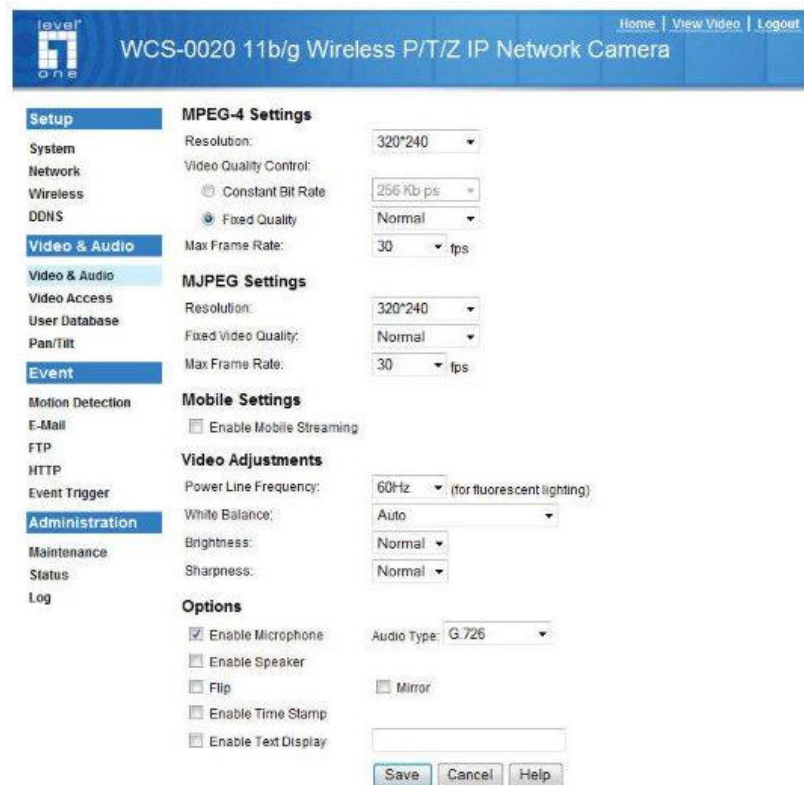 level
one
Home | View Video | Logout
WCS-0020 11b/g Wireless P/T/Z IP Network Camera
Setup
System
Network
Wireless
DDNS
Video & Audio
Video & Audio
Video Access
User Database
Pan/Tilt
Event
Motion Detection
E-Mail
FTP
HTTP
Event Trigger
Administration
Maintenance
Status
Log
MPEG-4 Settings
Resolution: 320*240
Video Quality Control:
Constant Bit Rate 256 Kb ps
Fixed Quality Normal
Max Frame Rate: 30 fps
MJPEG Settings
Resolution: 320*240
Fixed Video Quality: Normal
Max Frame Rate: 30 fps
Mobile Settings
Enable Mobile Streaming
Video Adjustments
Power Line Frequency: 60Hz (for fluorescent lighting)
White Balance: Auto
Brightness: Normal
Sharpness: Normal
Options
Enable Microphone Audio Type: G.726
Enable Speaker
Flip Mirror
Enable Time Stamp
Enable Text Display
Save Cancel Help